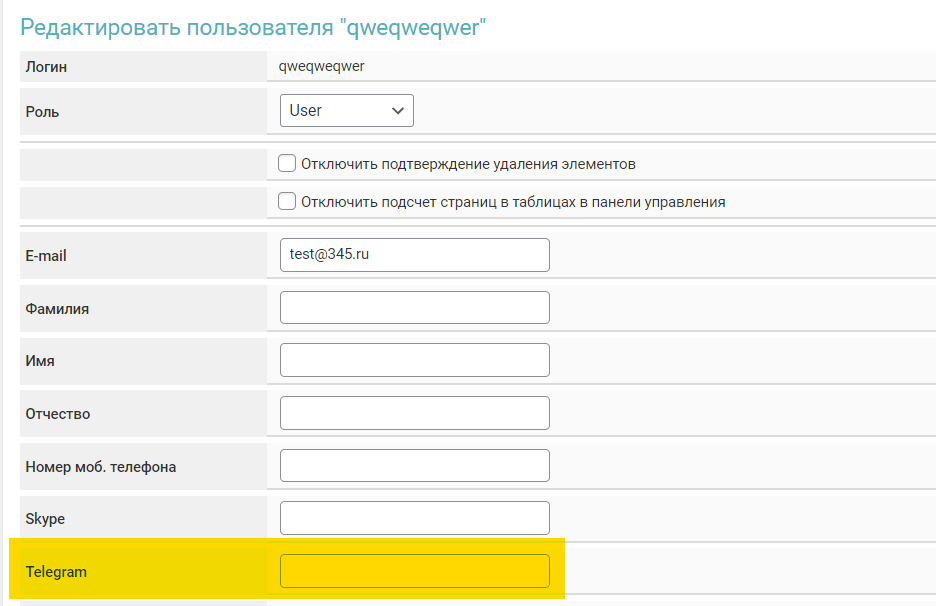 Редактировать пользователя "qweqweqwer"
Логин qweqweqwer
Роль User
Отключить подтверждение удаления элементов
Отключить подсчет страниц в таблицах в панели управления
E-mail test@345.ru
Фамилия
Имя
Отчество
Номер моб. телефона
Skype
Telegram